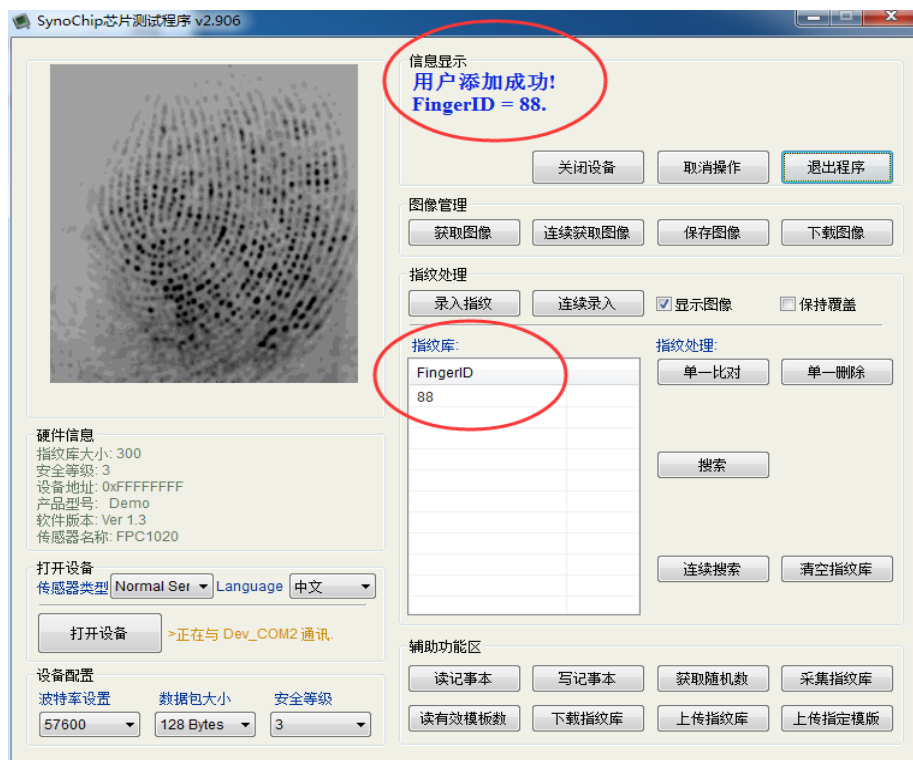 SynoChip芯片测试程序 v2.906
信息显示
用户添加成功!
FingerID = 88.
关闭设备 取消操作 退出程序
图像管理
获取图像 连续获取图像 保存图像 下载图像
指纹处理
录入指纹 连续录入 显示图像 保持覆盖
指纹库: 指纹处理:
FingerID 单一比对 单一删除
88
搜索
连续搜索 清空指纹库
硬件信息
指纹库大小: 300
安全等级: 3
设备地址: 0xFFFFFFFF
产品型号: Demo
软件版本: Ver 1.3
传感器名称: FPC1020
打开设备
传感器类型 Normal Ser Language 中文
打开设备 >正在与 Dev_COM2 通讯.
设备配置
波特率设置 数据包大小 安全等级
57600 128 Bytes 3
辅助功能区
读记事本 写记事本 获取随机数 采集指纹库
读有效模板数 下载指纹库 上传指纹库 上传指定模版